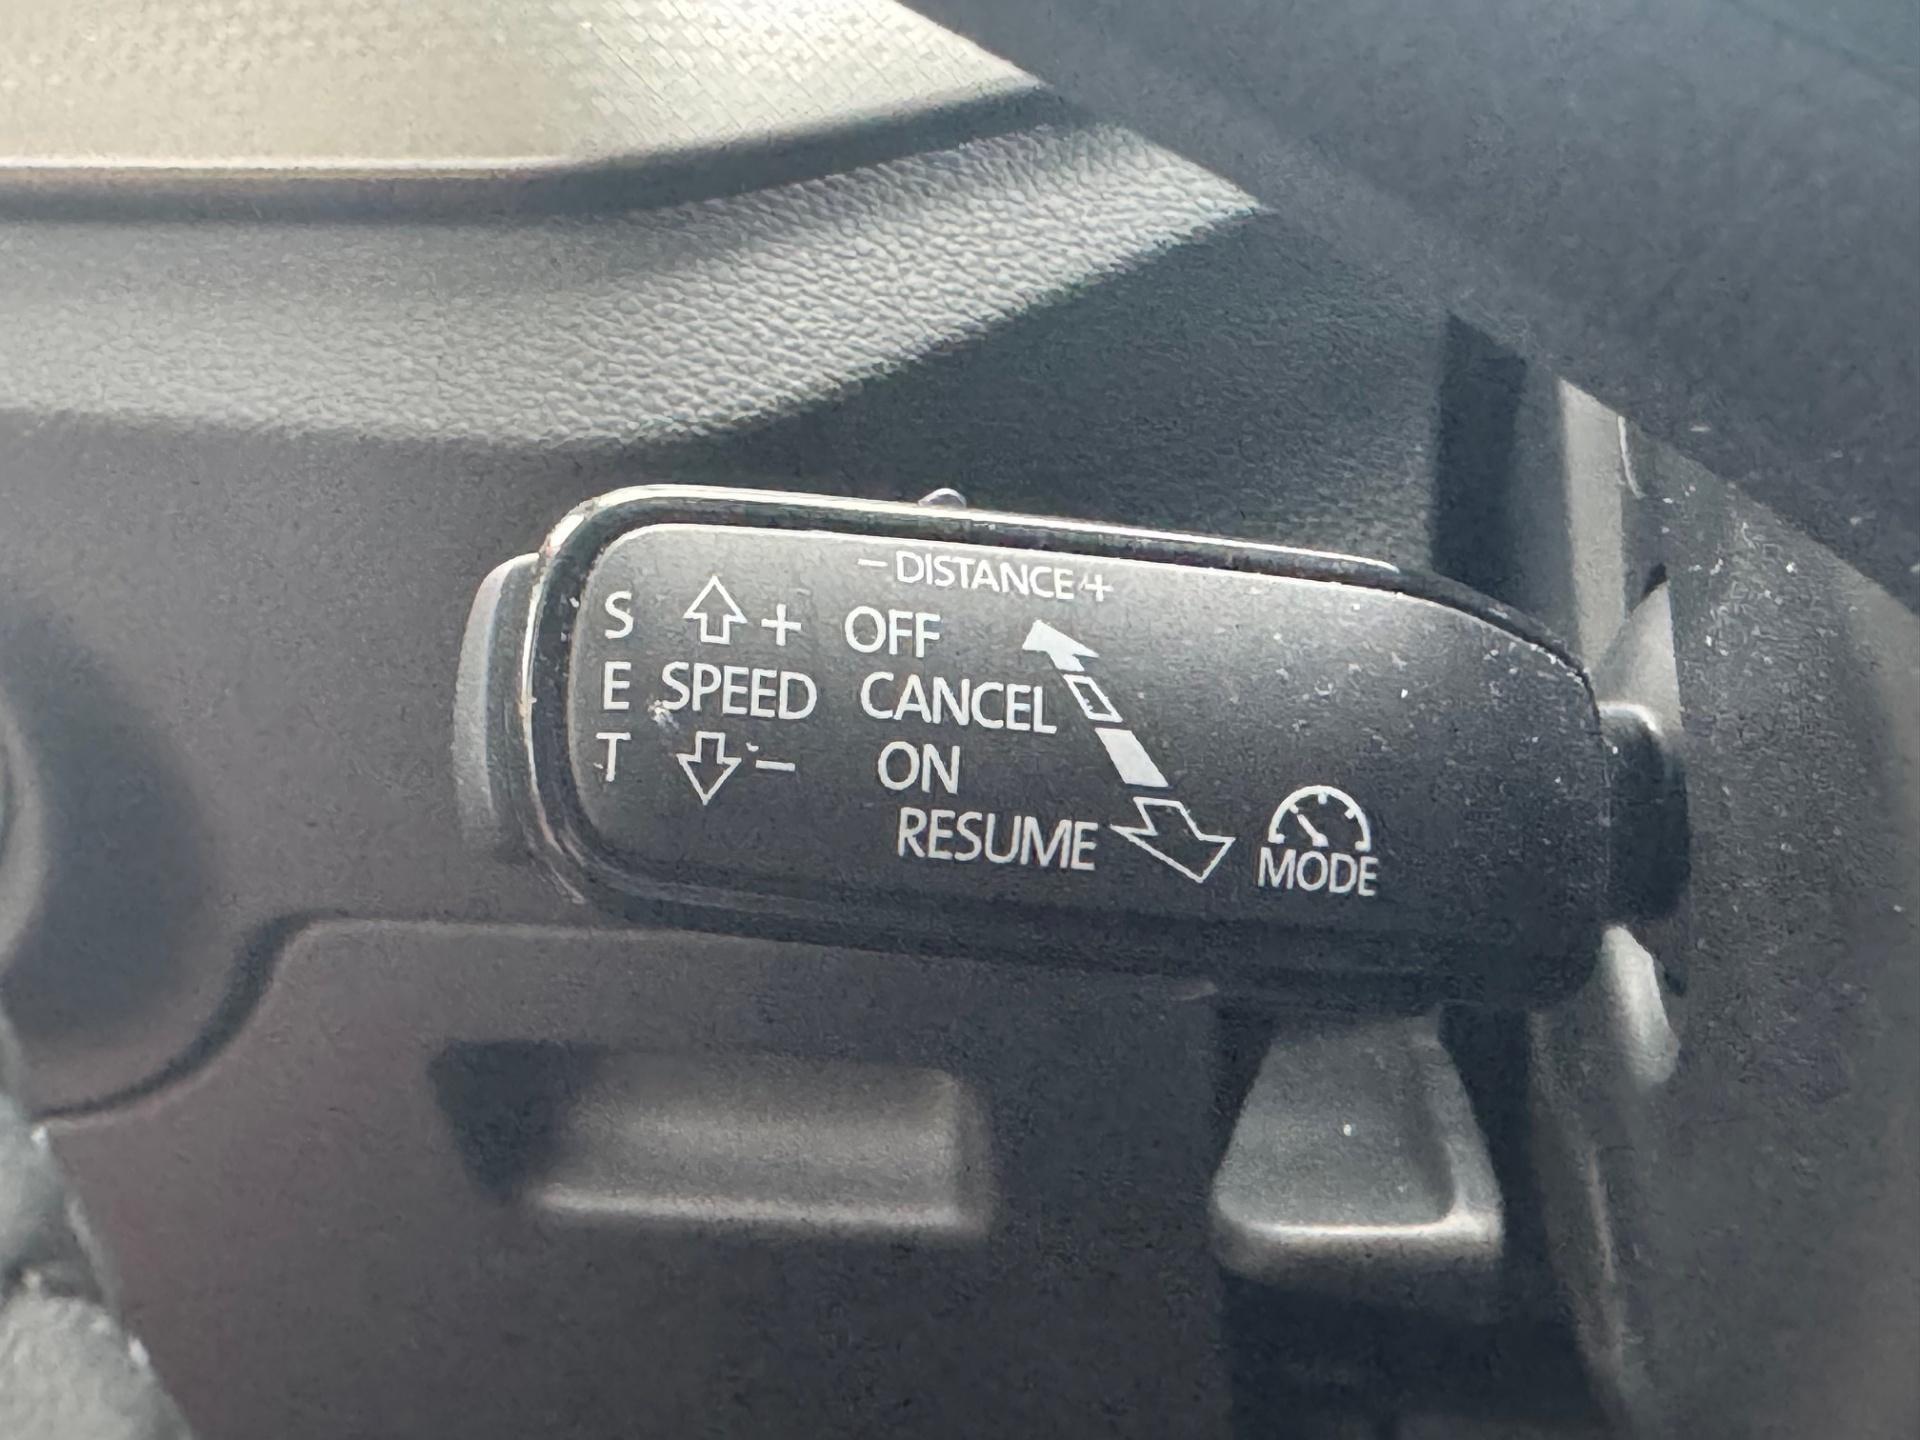 − DISTANCE +
S + OFF
E SPEED CANCEL
T − ON
RESUME
MODE